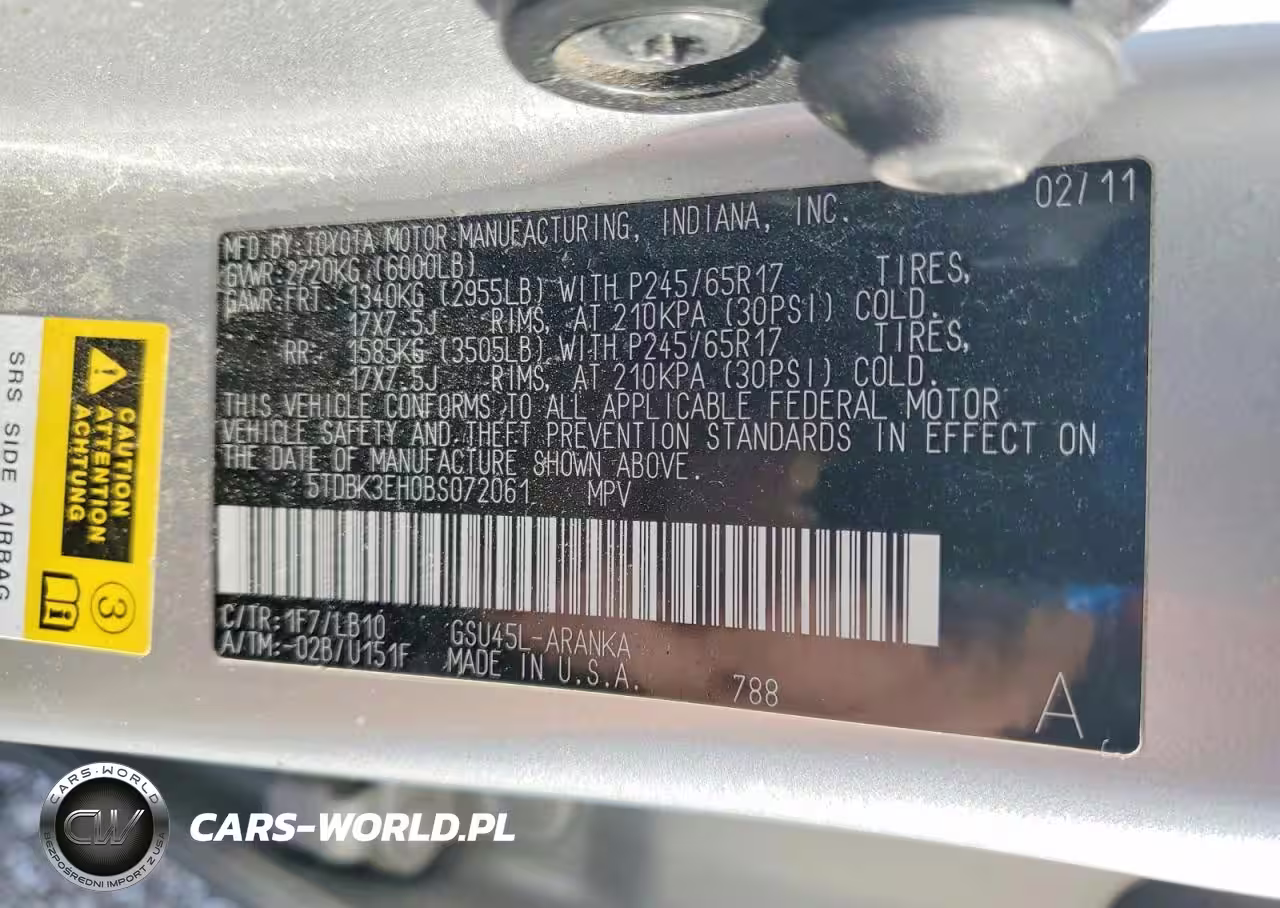 02/11
MFD BY:TOYOTA MOTOR MANUFACTURING, INDIANA, INC.
GVWR:2720KG (6000LB)
GAWR:FRT. 1340KG (2955LB) WITH P245/65R17 TIRES,
17X7.5J RIMS, AT 210KPA (30PSI) COLD.
RR: 1585KG (3505LB) WITH P245/65R17 TIRES,
17X7.5J RIMS, AT 210KPA (30PSI) COLD.
THIS VEHICLE CONFORMS TO ALL APPLICABLE FEDERAL MOTOR
VEHICLE SAFETY AND THEFT PREVENTION STANDARDS IN EFFECT ON
THE DATE OF MANUFACTURE SHOWN ABOVE.
5TDBK3EH0BS072061 MPV
C/TR:1F7/LB10 GSU45L-ARANKA
A/TM:-02B/U151F MADE IN U.S.A. 788
A
SRS SIDE AIRBAG
CAUTION
ATTENTION
ACHTUNG
3
CARS-WORLD
CW
BEZPOŚREDNI IMPORT Z USA
CARS-WORLD.PL